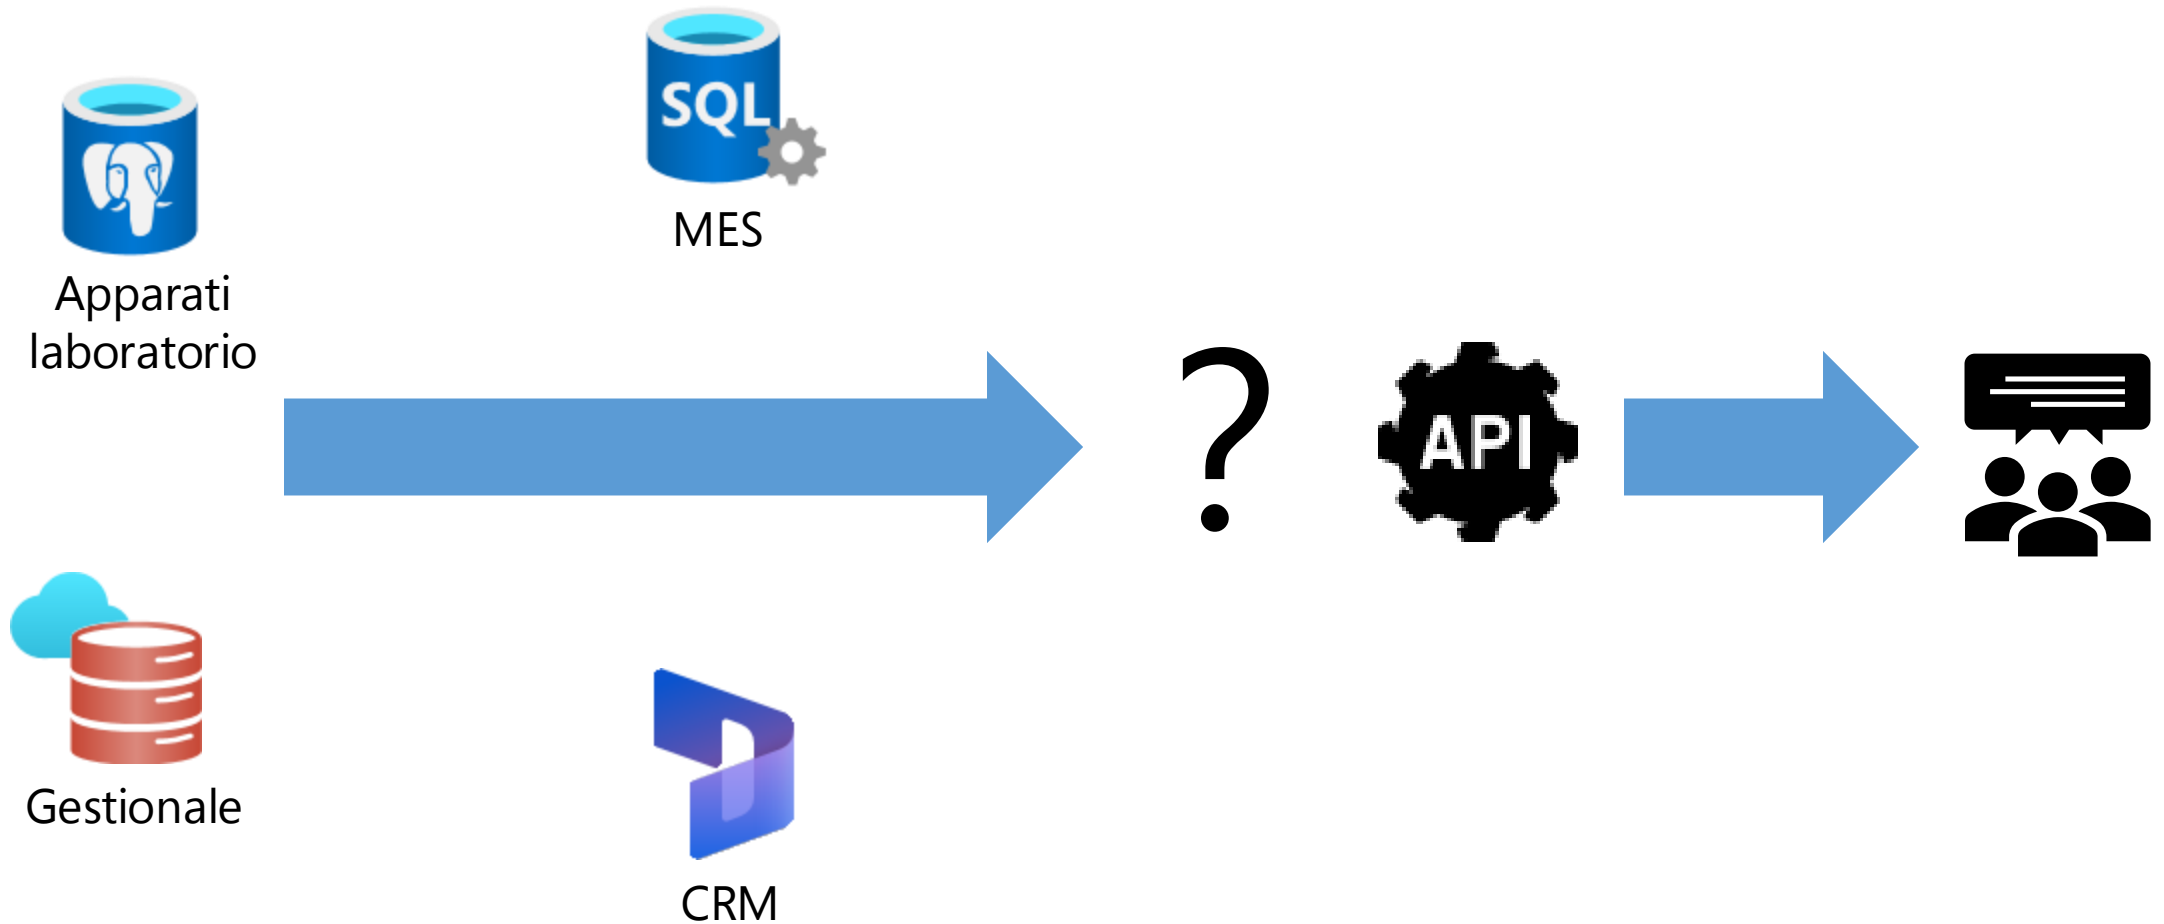 SQL
MES
Apparati
laboratorio
?
API
Gestionale
CRM